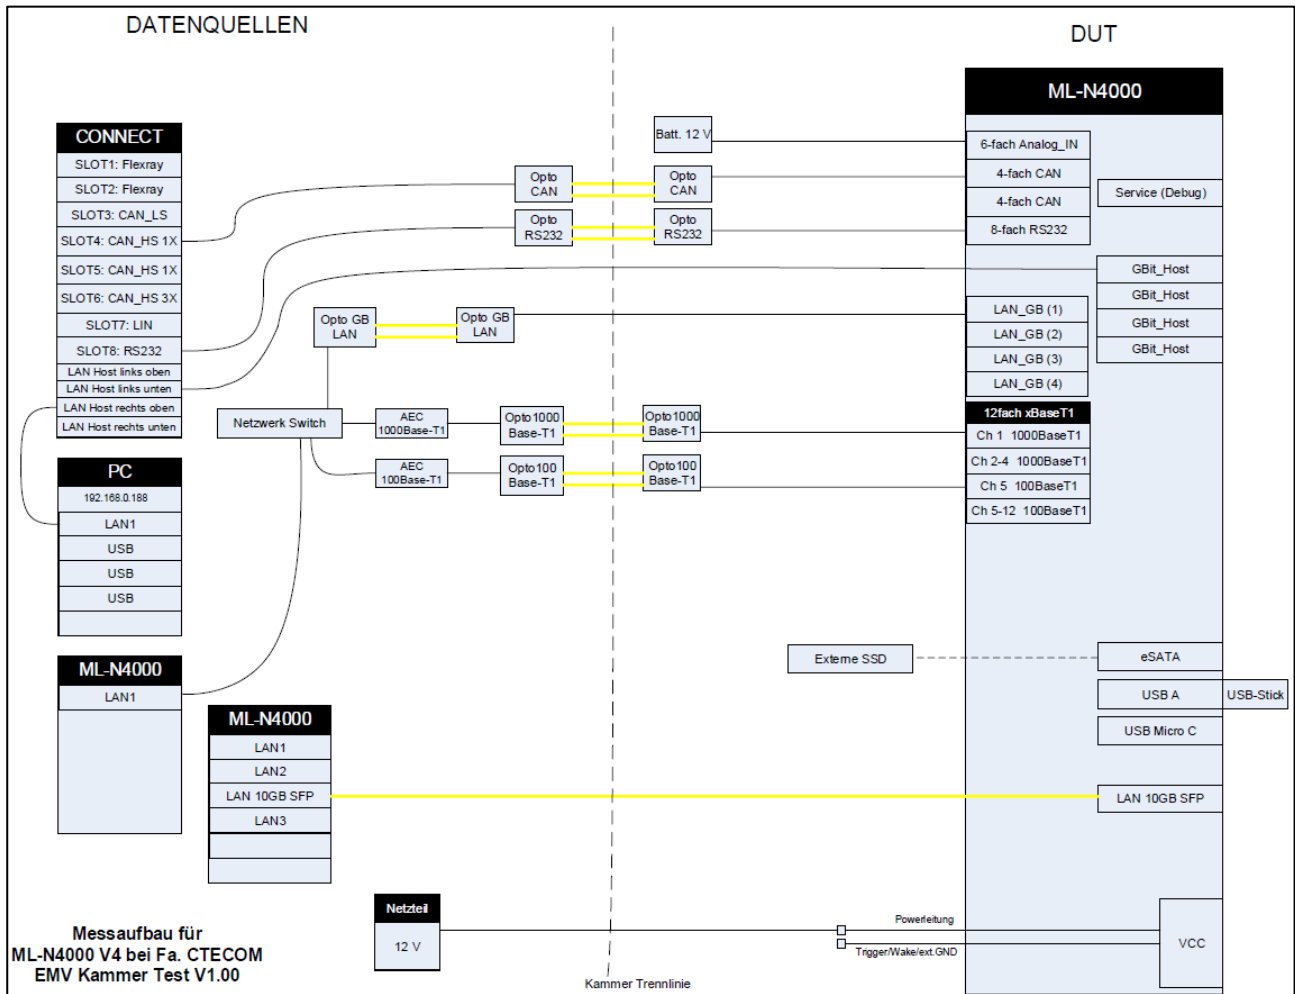 DATENQUELLEN
DUT
CONNECT
SLOT1: Flexray
SLOT2: Flexray
SLOT3: CAN_LS
SLOT4: CAN_HS 1X
SLOT5: CAN_HS 1X
SLOT6: CAN_HS 3X
SLOT7: LIN
SLOT8: RS232
LAN Host links oben
LAN Host links unten
LAN Host rechts oben
LAN Host rechts unten
PC
192.168.0.188
LAN1
USB
USB
USB
ML-N4000
LAN1
ML-N4000
LAN1
LAN2
LAN 10GB SFP
LAN3
Netzteil
12 V
Messaufbau für
ML-N4000 V4 bei Fa. CTECOM
EMV Kammer Test V1.00
Opto
CAN
Opto
RS232
Opto GB
LAN
Opto GB
LAN
Netzwerk Switch
AEC
1000Base-T1
AEC
100Base-T1
Opto1000
Base-T1
Opto100
Base-T1
Kammer Trennlinie
Batt. 12 V
Opto
CAN
Opto
RS232
Opto1000
Base-T1
Opto100
Base-T1
Externe SSD
Powerleitung
Trigger/Wake/ext.GND
ML-N4000
6-fach Analog_IN
4-fach CAN
4-fach CAN
8-fach RS232
Service (Debug)
GBit_Host
GBit_Host
GBit_Host
GBit_Host
LAN_GB (1)
LAN_GB (2)
LAN_GB (3)
LAN_GB (4)
12fach xBaseT1
Ch 1 1000BaseT1
Ch 2-4 1000BaseT1
Ch 5 100BaseT1
Ch 5-12 100BaseT1
eSATA
USB A
USB-Stick
USB Micro C
LAN 10GB SFP
VCC